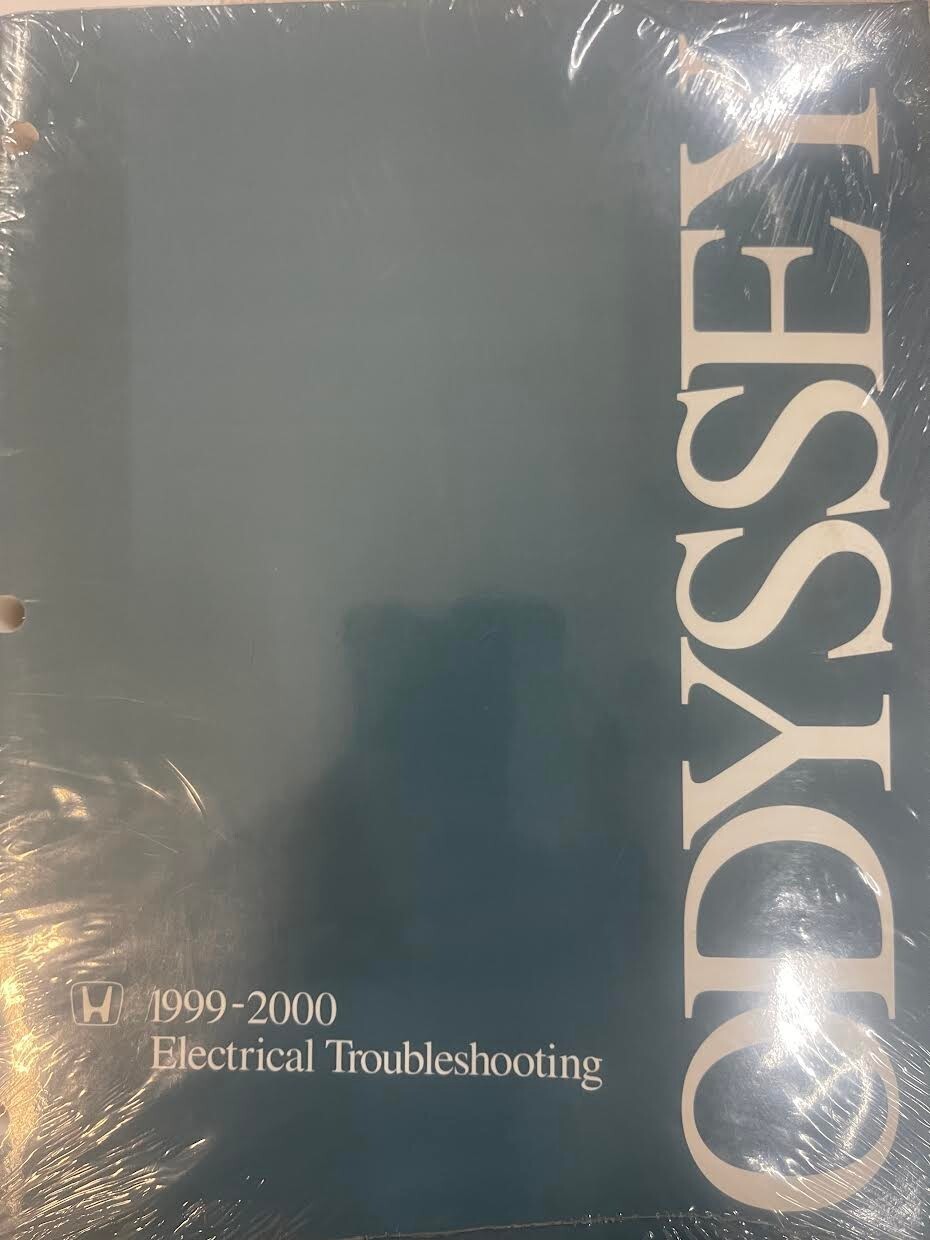 ODYSSEY
1999-2000
Electrical Troubleshooting